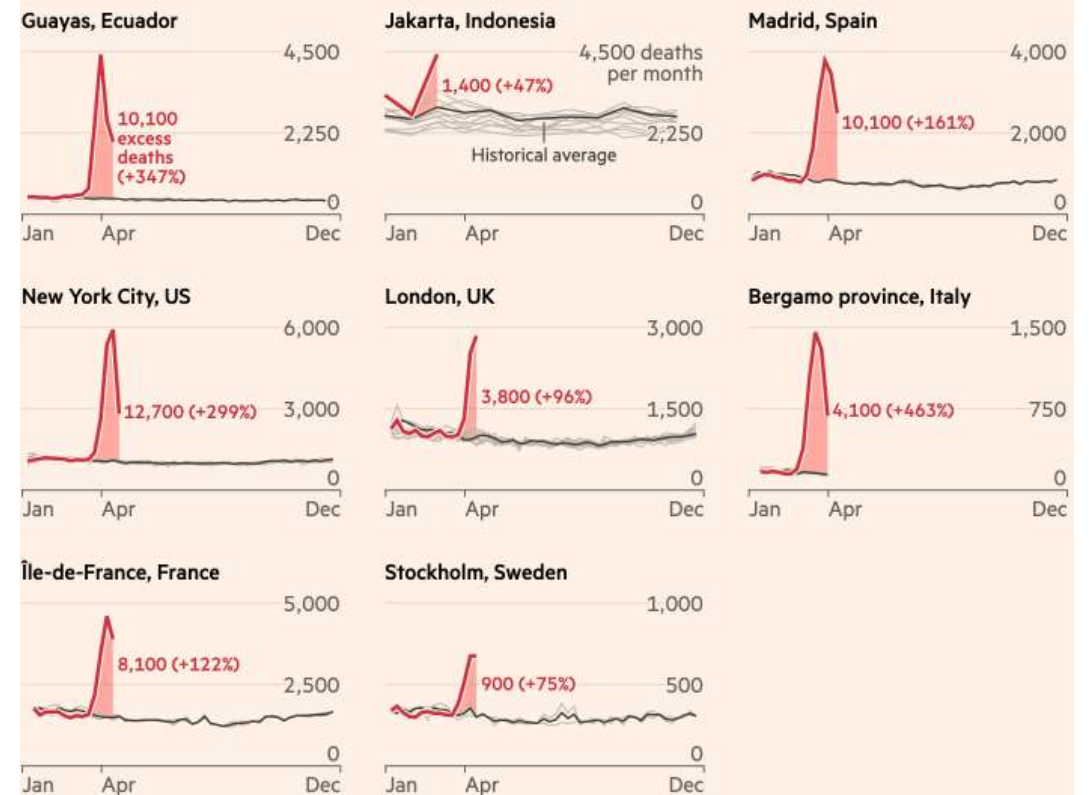 Guayas, Ecuador
4,500
2,250
0
10,100
excess
deaths
(+347%)
Jan Apr Dec
Jakarta, Indonesia
4,500 deaths
per month
1,400 (+47%)
2,250
Historical average
0
Jan Apr Dec
Madrid, Spain
4,000
10,100 (+161%)
2,000
0
Jan Apr Dec
New York City, US
6,000
12,700 (+299%)
3,000
0
Jan Apr Dec
London, UK
3,000
3,800 (+96%)
1,500
0
Jan Apr Dec
Bergamo province, Italy
1,500
4,100 (+463%)
750
0
Jan Apr Dec
Île-de-France, France
5,000
8,100 (+122%)
2,500
0
Jan Apr Dec
Stockholm, Sweden
1,000
900 (+75%)
500
0
Jan Apr Dec